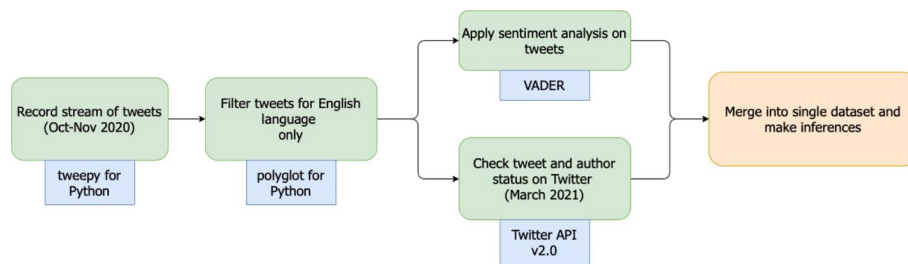 Record stream of tweets
(Oct-Nov 2020)
tweepy for
Python
Filter tweets for English
language
only
polyglot for
Python
Apply sentiment analysis on
tweets
VADER
Check tweet and author
status on Twitter
(March 2021)
Twitter API
v2.0
Merge into single dataset and
make inferences